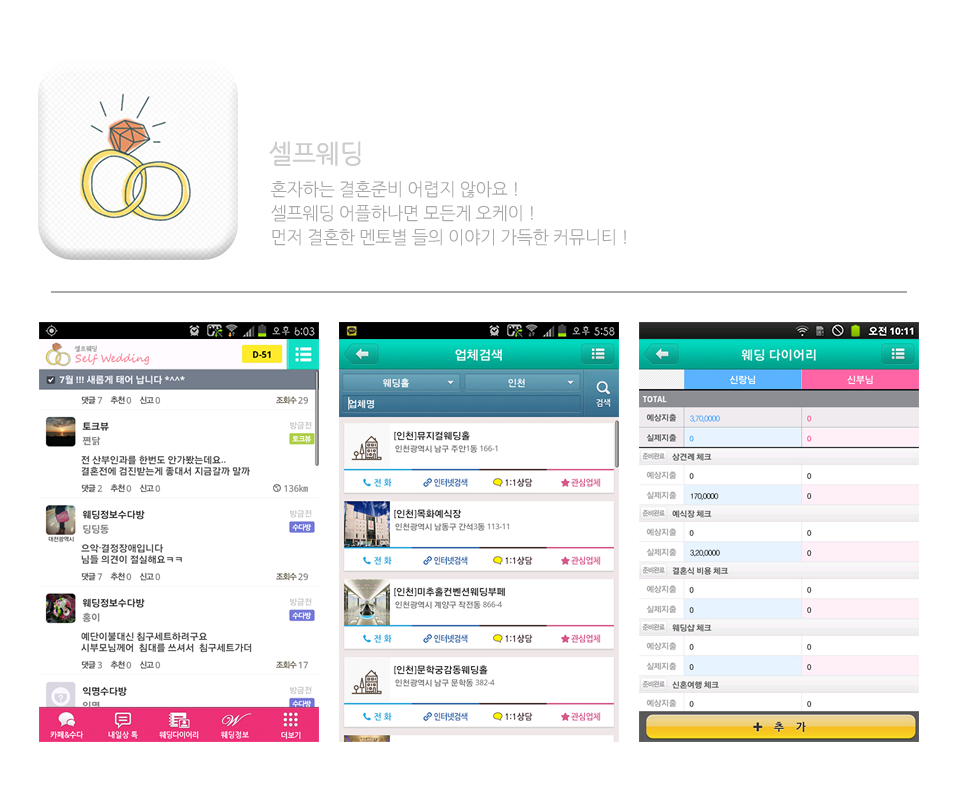 셀프웨딩
혼자하는 결혼준비 어렵지 않아요 !
셀프웨딩 어플하나면 모든게 오케이 !
먼저 결혼한 멘토별 들의 이야기 가득한 커뮤니티 !
오후 6:03
셀프웨딩
Self Wedding
D-51
7월 !!! 새롭게 태어 납니다 *^^*
댓글 7 추천 0 신고 0 조회수 29
토크뷰 방금전
찐닭 토크뷰
전 산부인과를 한번도 안가봤는데요..
결혼전에 검진받는게 좋대서 지금갈까 말까
댓글 2 추천 0 신고 0 136km
웨딩정보수다방 방금전
딩딩동 수다방
대전광역시
으악·결정장애입니다
님들 의견이 절실해요ㅋㅋ
댓글 7 추천 0 신고 0 조회수 29
웨딩정보수다방 방금전
홍이 수다방
예단이불대신 침구세트하려구요
시부모님께어 침대를 쓰셔서 침구세트가더
댓글 3 추천 0 신고 0 조회수 17
익명수다방 방금전
익명 수다방
카페&수다 내일상 톡 웨딩다이어리 웨딩정보 더보기
오후 5:58
업체검색
웨딩홀 인천
업체명 검색
[인천]뮤지컬웨딩홀
인천광역시 남구 주안1동 166-1
전 화 인터넷검색 1:1상담 관심업체
[인천]목화예식장
인천광역시 남동구 간석3동 113-11
전 화 인터넷검색 1:1상담 관심업체
[인천]미추홀컨벤션웨딩부페
인천광역시 계양구 작전동 866-4
전 화 인터넷검색 1:1상담 관심업체
[인천]문학궁감동웨딩홀
인천광역시 남구 문학동 382-4
전 화 인터넷검색 1:1상담 관심업체
오전 10:11
웨딩 다이어리
신랑님 신부님
TOTAL
예상지출 3,70,0000 0
실제지출 0 0
준비완료 상견례 체크
예상지출 0 0
실제지출 170,0000 0
준비완료 예식장 체크
예상지출 0 0
실제지출 3,20,0000 0
준비완료 결혼식 비용 체크
예상지출 0 0
실제지출 0 0
준비완료 웨딩샵 체크
예상지출 0 0
실제지출 0 0
준비완료 신혼여행 체크
예상지출 0 0
+ 추 가